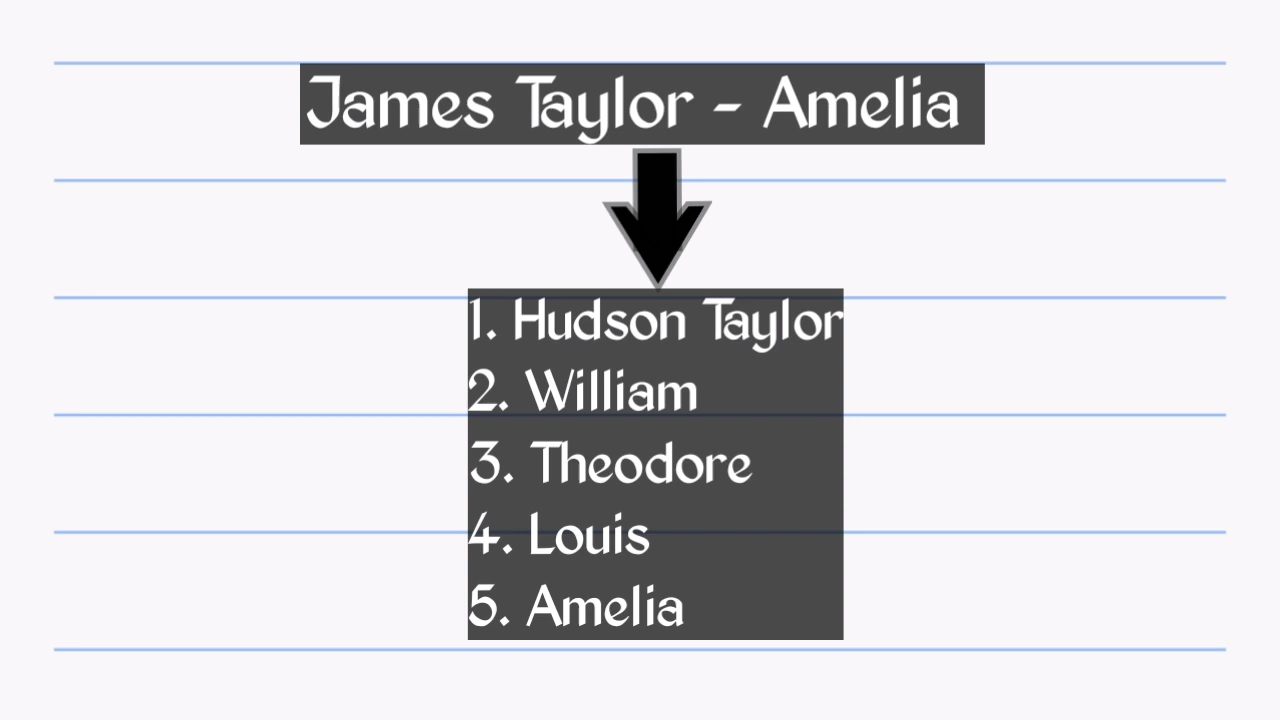 James Taylor - Amelia
1. Hudson Taylor
2. William
3. Theodore
4. Louis
5. Amelia